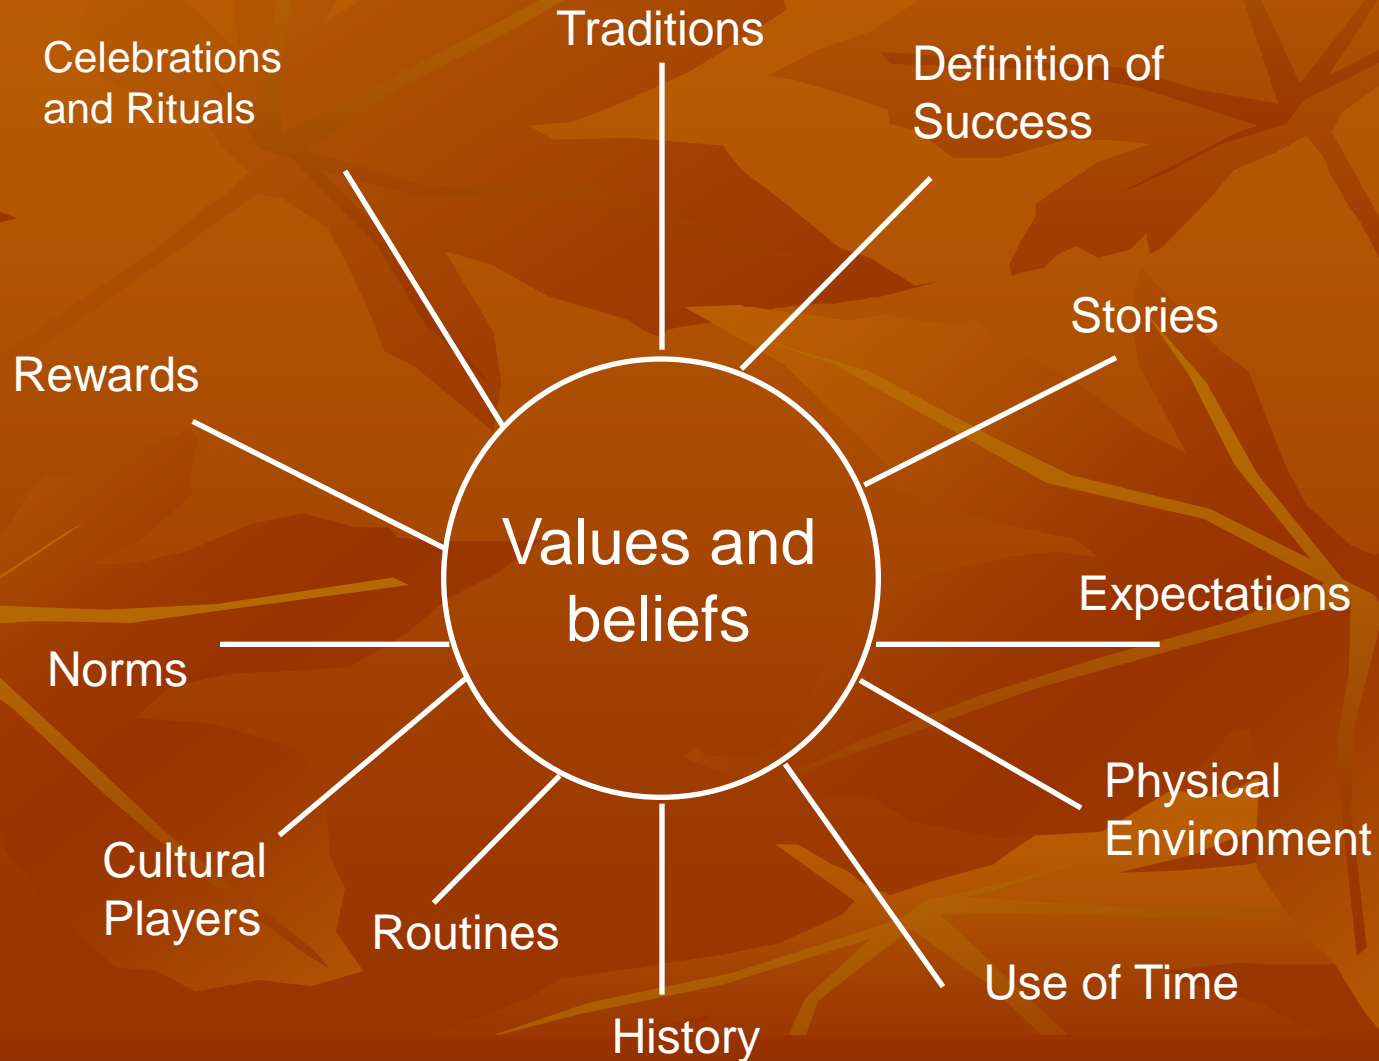 Traditions
Celebrations
and Rituals
Definition of
Success
Stories
Rewards
Values and
beliefs
Expectations
Norms
Physical
Environment
Cultural
Players
Routines
Use of Time
History